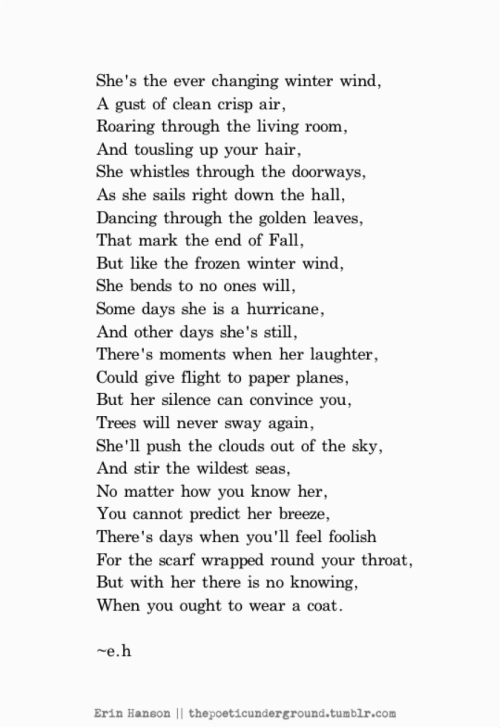 She's the ever changing winter wind,
A gust of clean crisp air,
Roaring through the living room,
And tousling up your hair,
She whistles through the doorways,
As she sails right down the hall,
Dancing through the golden leaves,
That mark the end of Fall,
But like the frozen winter wind,
She bends to no ones will,
Some days she is a hurricane,
And other days she's still,
There's moments when her laughter,
Could give flight to paper planes,
But her silence can convince you,
Trees will never sway again,
She'll push the clouds out of the sky,
And stir the wildest seas,
No matter how you know her,
You cannot predict her breeze,
There's days when you'll feel foolish
For the scarf wrapped round your throat,
But with her there is no knowing,
When you ought to wear a coat.
~e.h
Erin Hanson || thepoeticunderground.tumblr.com